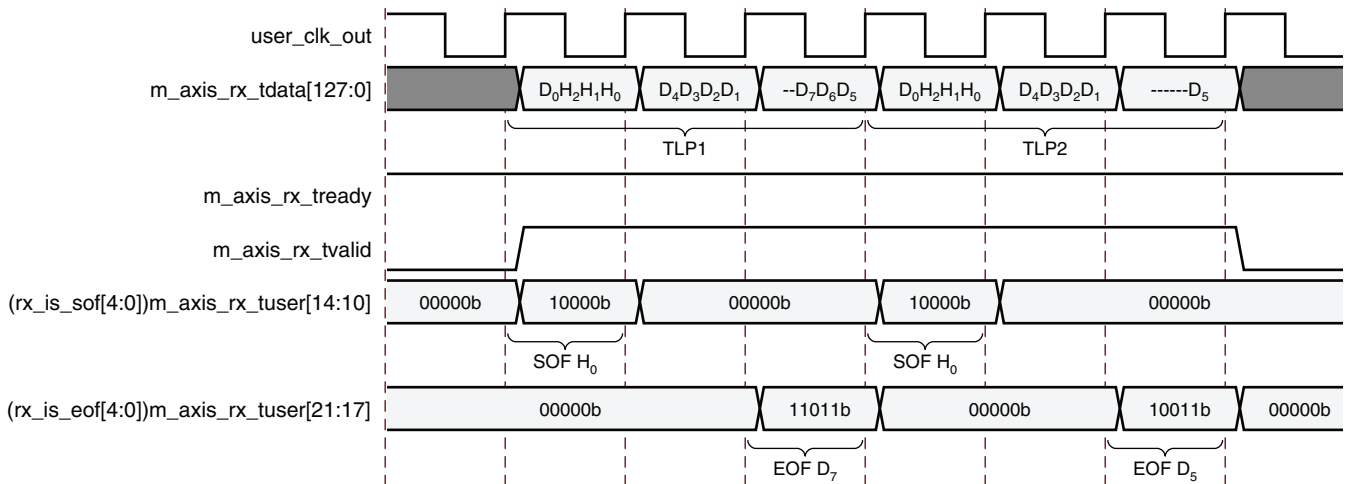 user_clk_out
m_axis_rx_tdata[127:0] D₀H₂H₁H₀ D₄D₃D₂D₁ --D₇D₆D₅ D₀H₂H₁H₀ D₄D₃D₂D₁ ------D₅
TLP1 TLP2
m_axis_rx_tready
m_axis_rx_tvalid
(rx_is_sof[4:0])m_axis_rx_tuser[14:10] 00000b 10000b 00000b 10000b 00000b
SOF H₀ SOF H₀
(rx_is_eof[4:0])m_axis_rx_tuser[21:17] 00000b 11011b 00000b 10011b 00000b
EOF D₇ EOF D₅